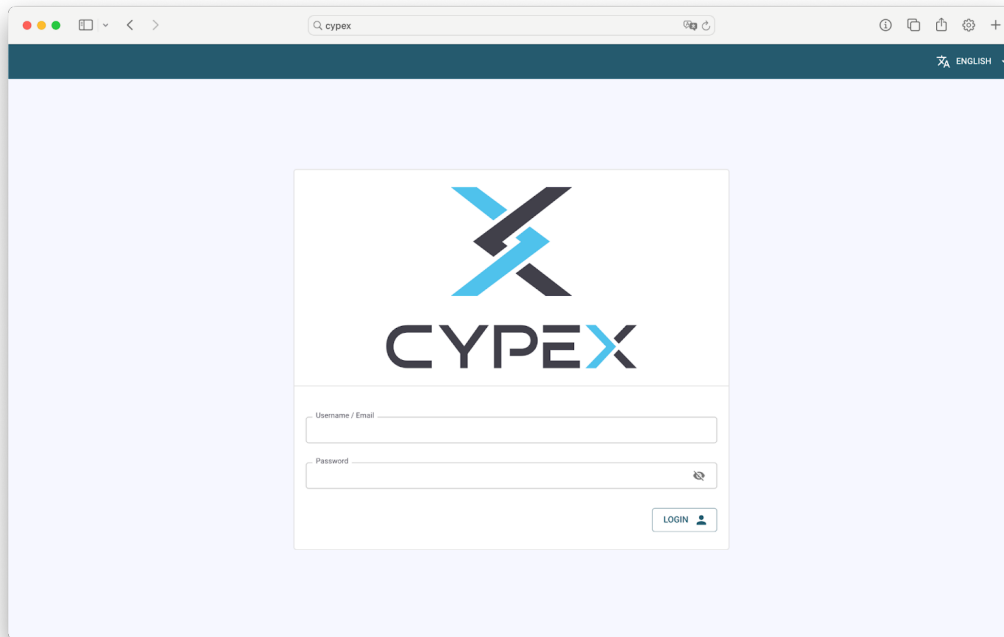 cypex
ENGLISH
CYPEX
Username / Email
Password
LOGIN